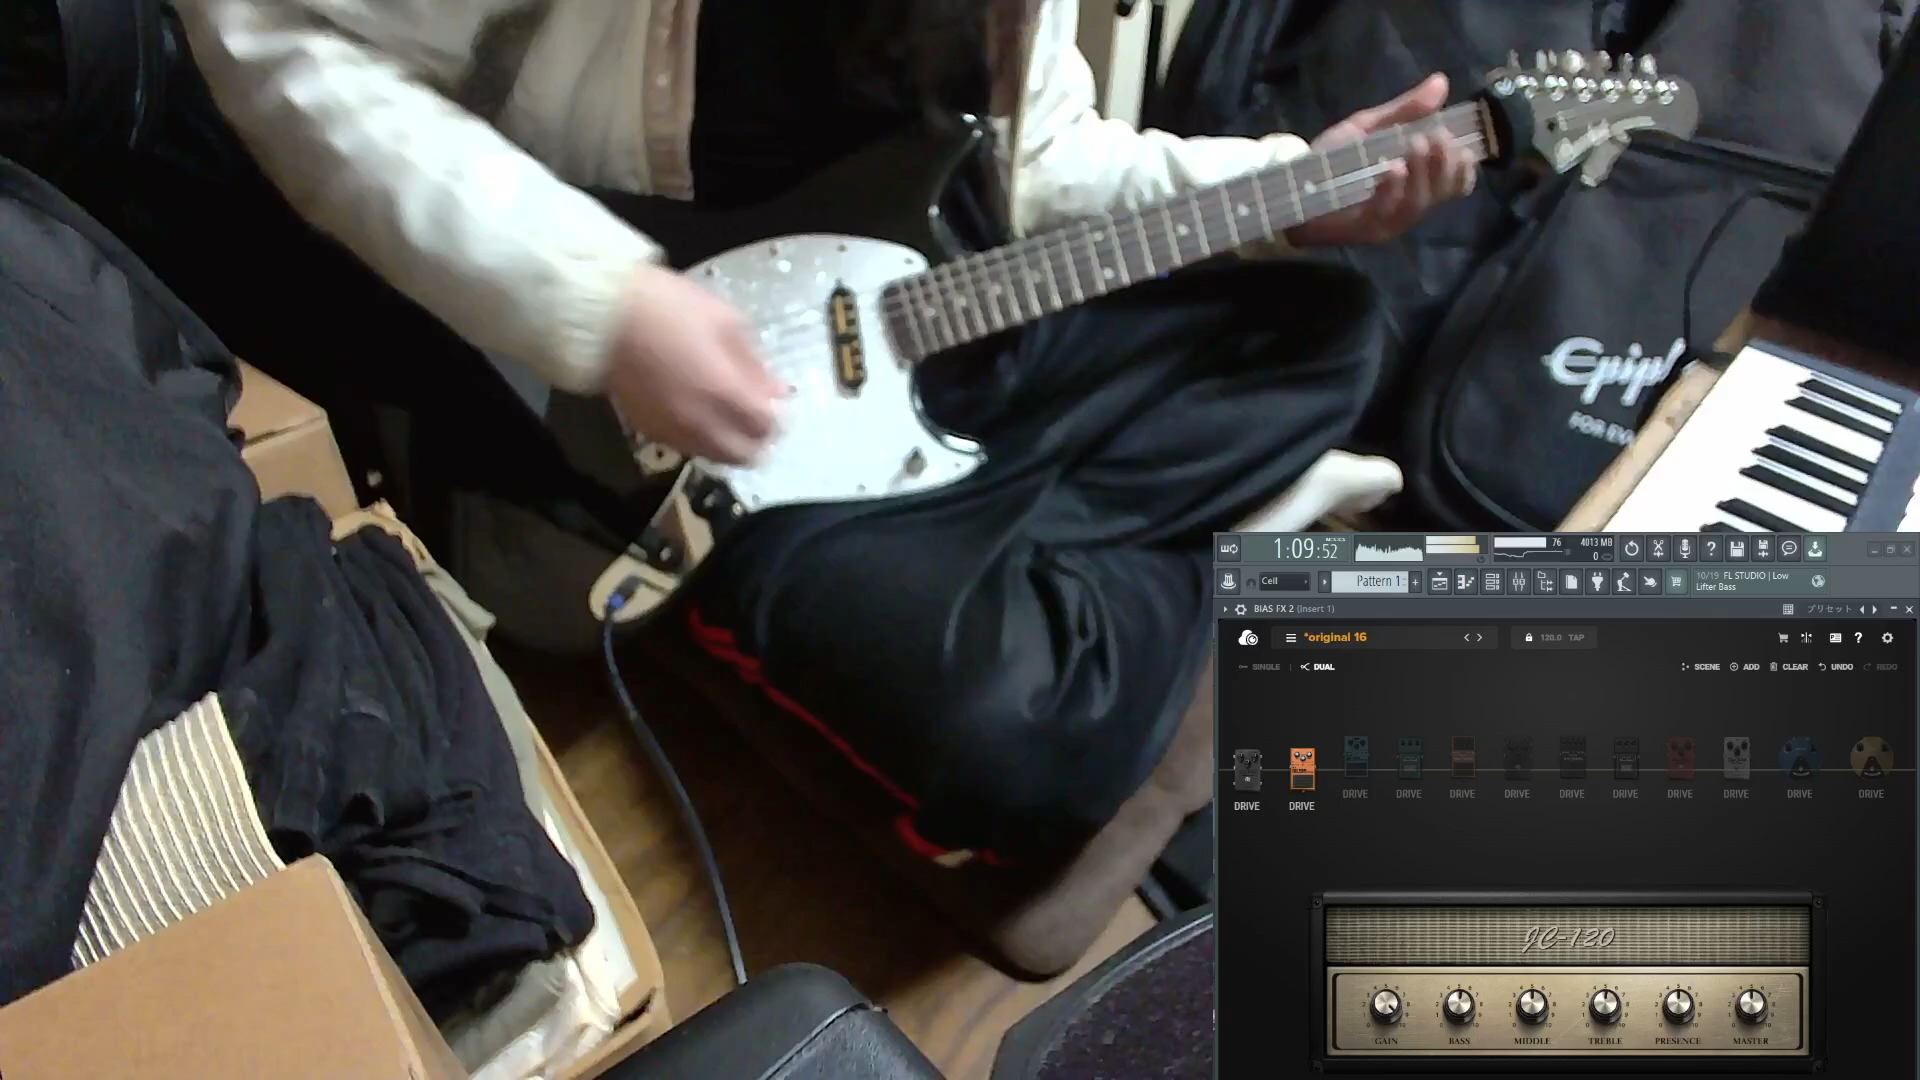 Epiph
FOR EV
1:09:52
76
4013 MB
0
Cell
Pattern 1
10/19 FL STUDIO | Low
Lifter Bass
BIAS FX 2 (Insert 1)
プリセット
*original 16
120.0 TAP
SINGLE
DUAL
SCENE
ADD
CLEAR
UNDO
REDO
DRIVE
DRIVE
DRIVE
DRIVE
DRIVE
DRIVE
DRIVE
DRIVE
DRIVE
DRIVE
DRIVE
DRIVE
JC-120
GAIN
BASS
MIDDLE
TREBLE
PRESENCE
MASTER